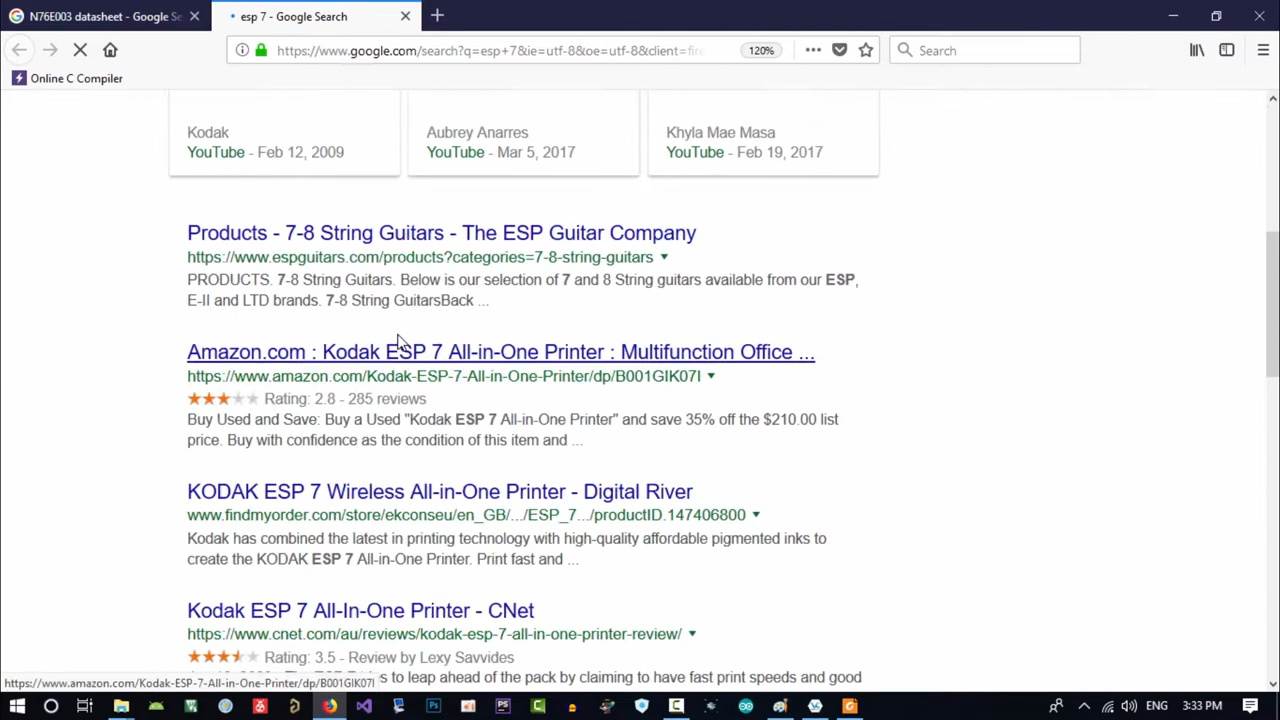 N76E003 datasheet - Google Se
esp 7 - Google Search
https://www.google.com/search?q=esp+7&ie=utf-8&oe=utf-8&client=fire
120%
Search
Online C Compiler
Kodak
YouTube - Feb 12, 2009
Aubrey Anarres
YouTube - Mar 5, 2017
Khyla Mae Masa
YouTube - Feb 19, 2017
Products - 7-8 String Guitars - The ESP Guitar Company
https://www.espguitars.com/products?categories=7-8-string-guitars
PRODUCTS. 7-8 String Guitars. Below is our selection of 7 and 8 String guitars available from our ESP,
E-II and LTD brands. 7-8 String GuitarsBack ...
Amazon.com : Kodak ESP 7 All-in-One Printer : Multifunction Office ...
https://www.amazon.com/Kodak-ESP-7-All-in-One-Printer/dp/B001GIK07I
Rating: 2.8 - 285 reviews
Buy Used and Save: Buy a Used "Kodak ESP 7 All-in-One Printer" and save 35% off the $210.00 list
price. Buy with confidence as the condition of this item and ...
KODAK ESP 7 Wireless All-in-One Printer - Digital River
www.findmyorder.com/store/ekconseu/en_GB/.../ESP_7.../productID.147406800
Kodak has combined the latest in printing technology with high-quality affordable pigmented inks to
create the KODAK ESP 7 All-in-One Printer. Print fast and ...
Kodak ESP 7 All-In-One Printer - CNet
https://www.cnet.com/au/reviews/kodak-esp-7-all-in-one-printer-review/
Rating: 3.5 - Review by Lexy Savvides
to leap ahead of the pack by claiming to have fast print speeds and good
https://www.amazon.com/Kodak-ESP-7-All-in-One-Printer/dp/B001GIK07I
ENG 3:33 PM